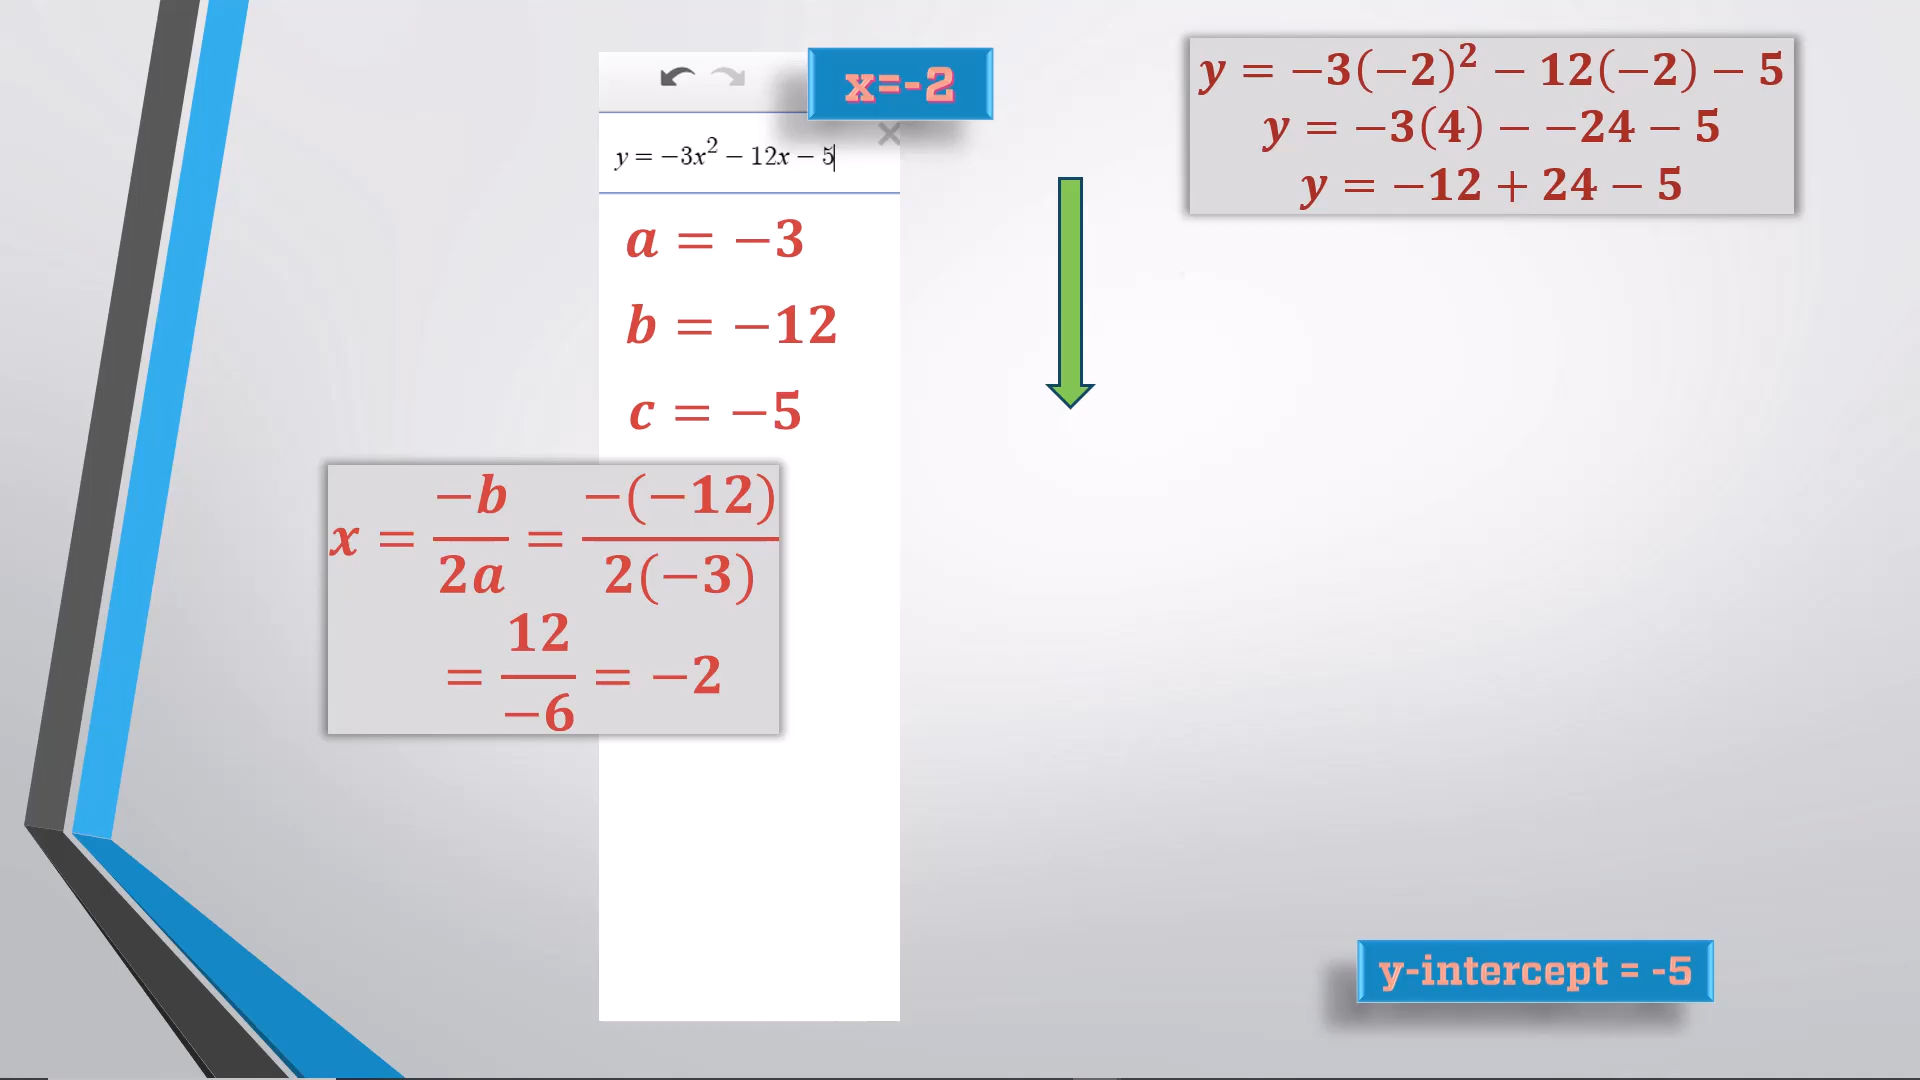 x=-2
y = −3x² − 12x − 5
a = −3
b = −12
c = −5
x = −b/2a = −(−12)/2(−3)
= 12/−6 = −2
y = −3(−2)² − 12(−2) − 5
y = −3(4) − −24 − 5
y = −12 + 24 − 5
y-intercept = -5